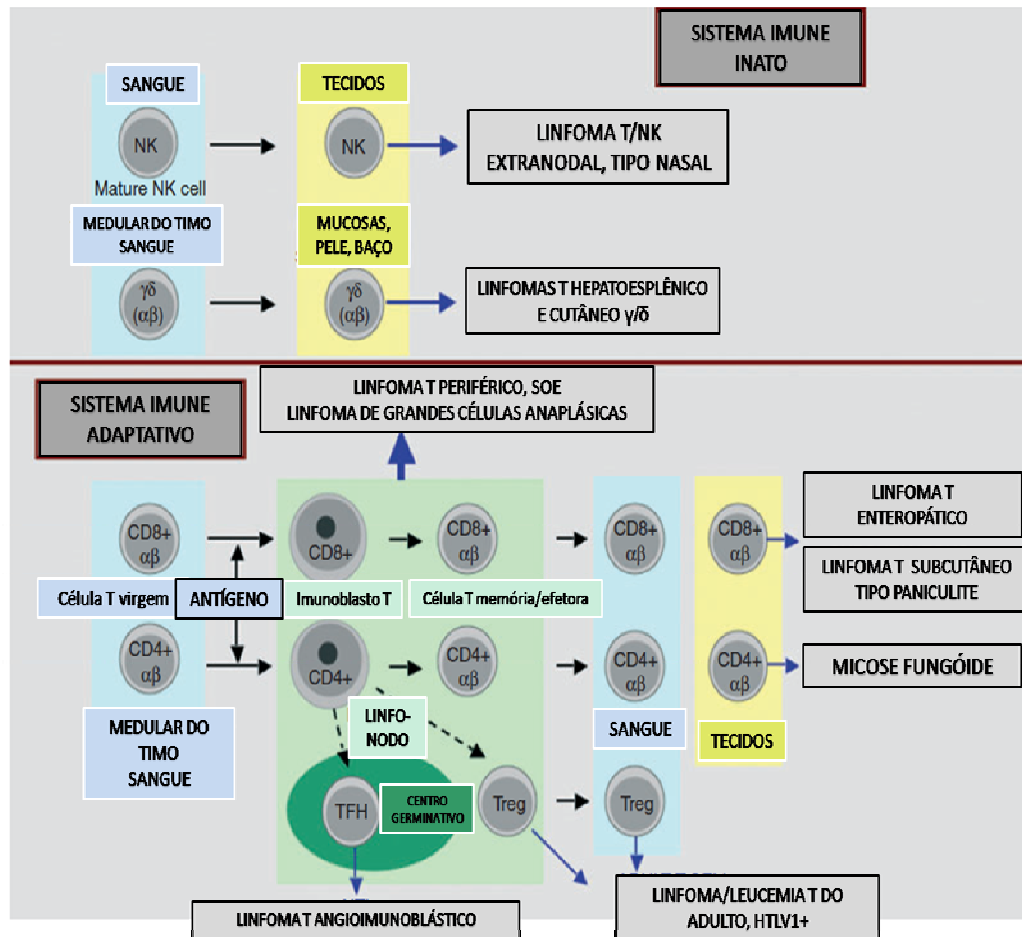 SISTEMA IMUNE
INATO
SANGUE
TECIDOS
NK
NK
Mature NK cell
LINFOMA T/NK
EXTRANODAL, TIPO NASAL
MEDULAR DO TIMO
SANGUE
MUCOSAS,
PELE, BAÇO
γδ
(αβ)
γδ
(αβ)
LINFOMAS T HEPATOESPLÊNICO
E CUTÂNEO γ/δ
SISTEMA IMUNE
ADAPTATIVO
LINFOMA T PERIFÉRICO, SOE
LINFOMA DE GRANDES CÉLULAS ANAPLÁSICAS
CD8+
αβ
CD8+
CD8+
αβ
CD8+
αβ
CD8+
αβ
LINFOMA T
ENTEROPÁTICO
Célula T virgem
ANTÍGENO
Imunoblasto T
Célula T memória/efetora
LINFOMA T SUBCUTÂNEO
TIPO PANICULITE
CD4+
αβ
CD4+
CD4+
αβ
CD4+
αβ
CD4+
αβ
MICOSE FUNGÓIDE
MEDULAR DO
TIMO
SANGUE
LINFO-
NODO
SANGUE
TECIDOS
TFH
CENTRO
GERMINATIVO
Treg
Treg
LINFOMA T ANGIOIMUNOBLÁSTICO
LINFOMA/LEUCEMIA T DO
ADULTO, HTLV1+